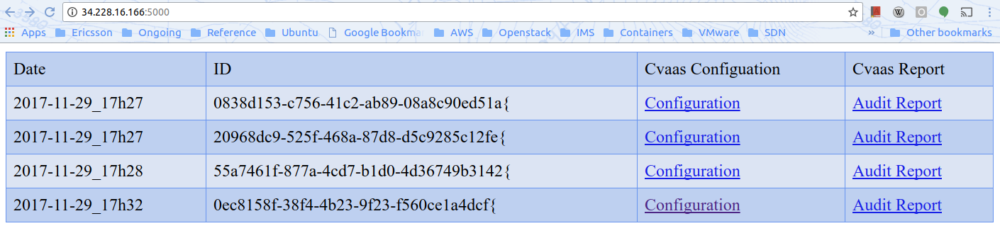 34.228.16.166:5000
Apps Ericsson Ongoing Reference Ubuntu Google Bookmar AWS Openstack IMS Containers VMware SDN » Other bookmarks
Date ID Cvaas Configuation Cvaas Report
2017-11-29_17h27 0838d153-c756-41c2-ab89-08a8c90ed51a{ Configuration Audit Report
2017-11-29_17h27 20968dc9-525f-468a-87d8-d5c9285c12fe{ Configuration Audit Report
2017-11-29_17h28 55a7461f-877a-4cd7-b1d0-4d36749b3142{ Configuration Audit Report
2017-11-29_17h32 0ec8158f-38f4-4b23-9f23-f560ce1a4dcf{ Configuration Audit Report